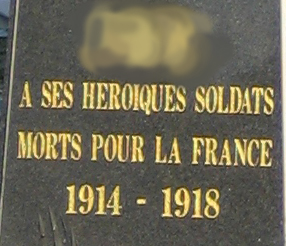 A SES HEROIQUES SOLDATS
MORTS POUR LA FRANCE
1914 - 1918